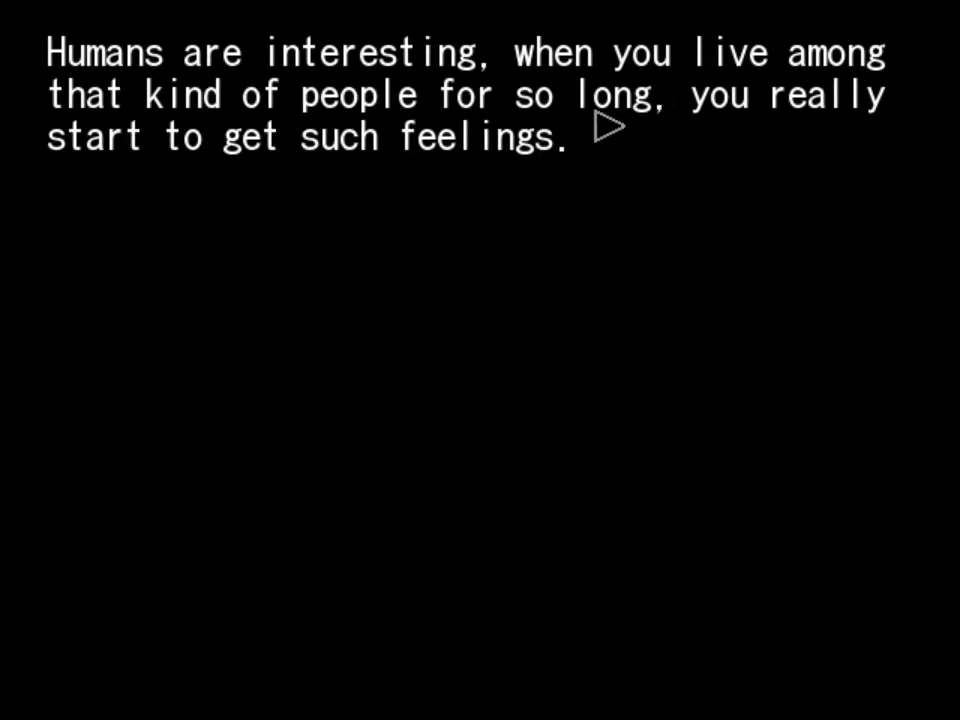 Humans are interesting, when you live among
that kind of people for so long, you really
start to get such feelings.